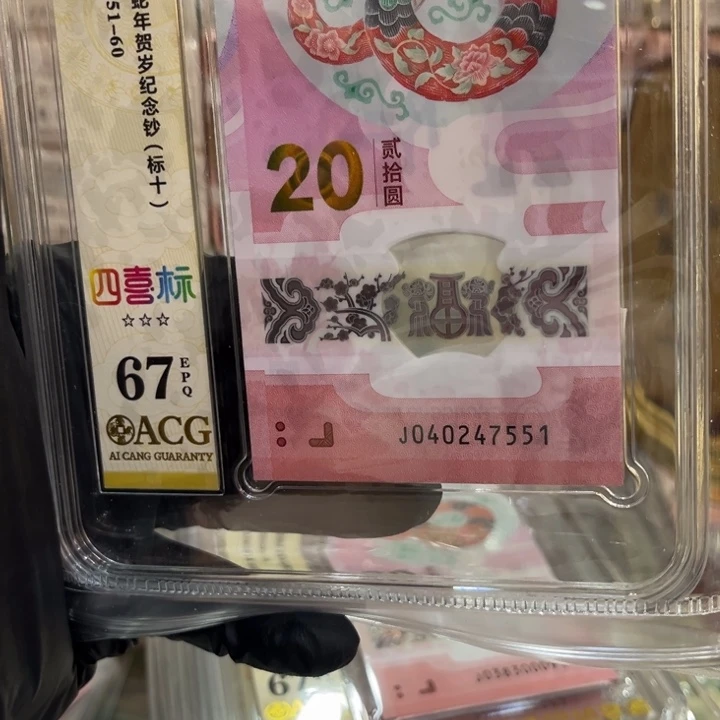 蛇年贺岁纪念钞（标十）
51-60
四喜标
☆☆☆
67
EPQ
ACG
AI CANG GUARANTY
20
贰拾圆
J040247551
67